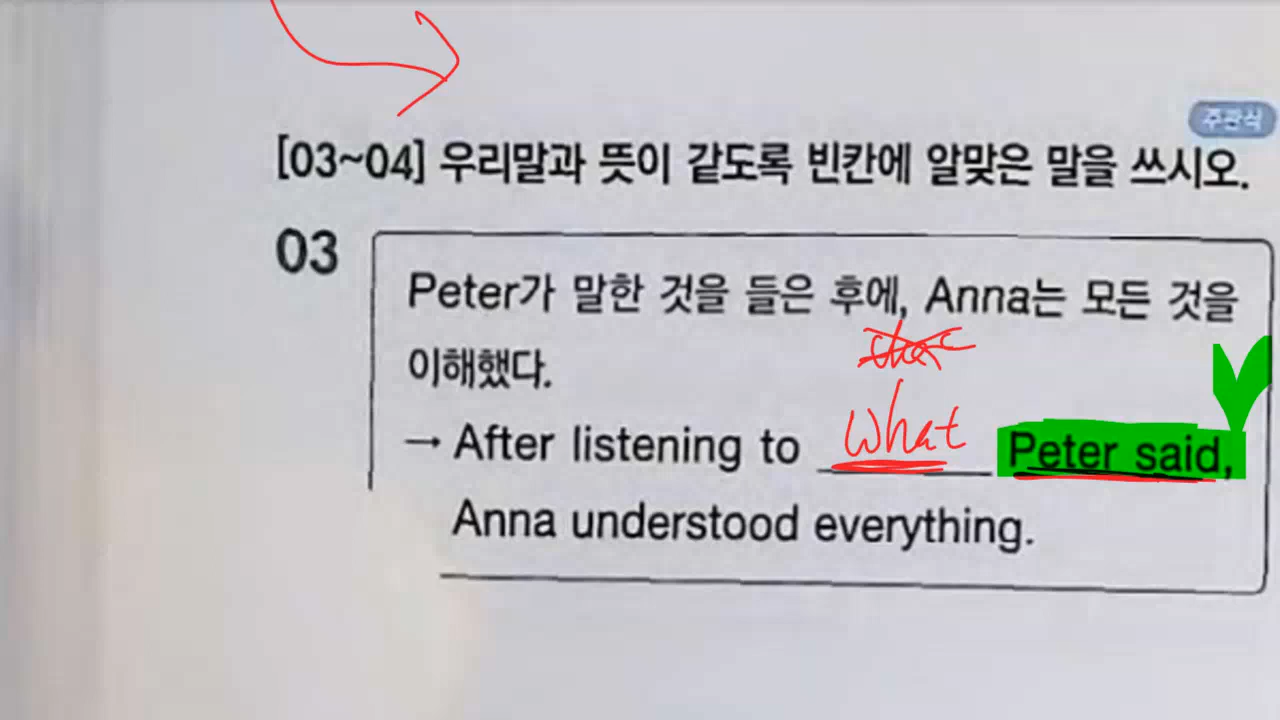 주관식
[03~04] 우리말과 뜻이 같도록 빈칸에 알맞은 말을 쓰시오.
03
Peter가 말한 것을 들은 후에, Anna는 모든 것을
이해했다.
→ After listening to what Peter said,
Anna understood everything.